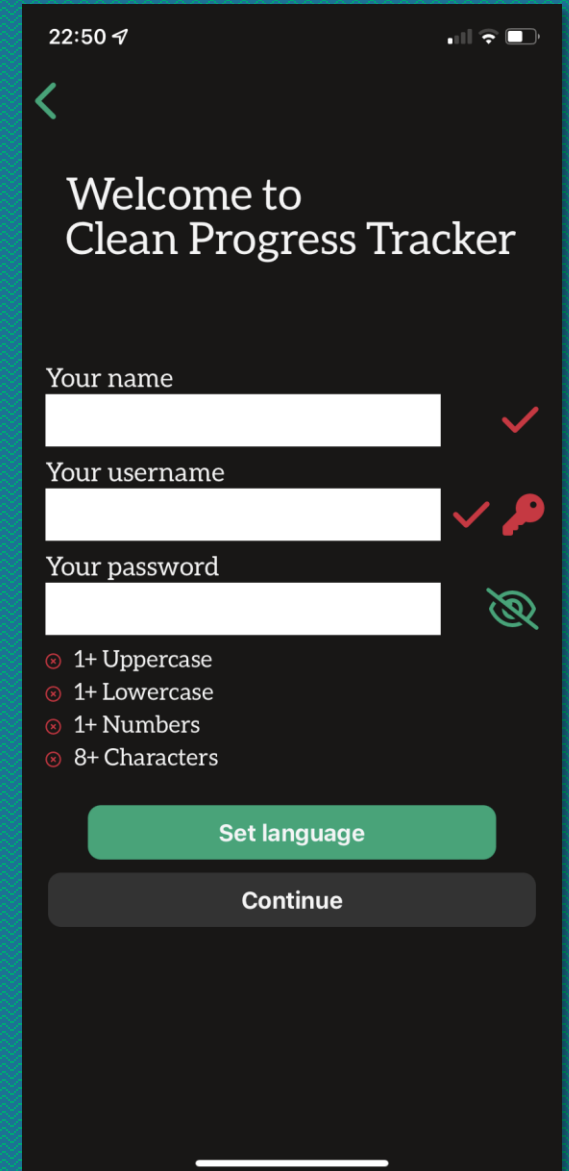 22:50
Welcome to
Clean Progress Tracker
Your name
Your username
Your password
1+ Uppercase
1+ Lowercase
1+ Numbers
8+ Characters
Set language
Continue